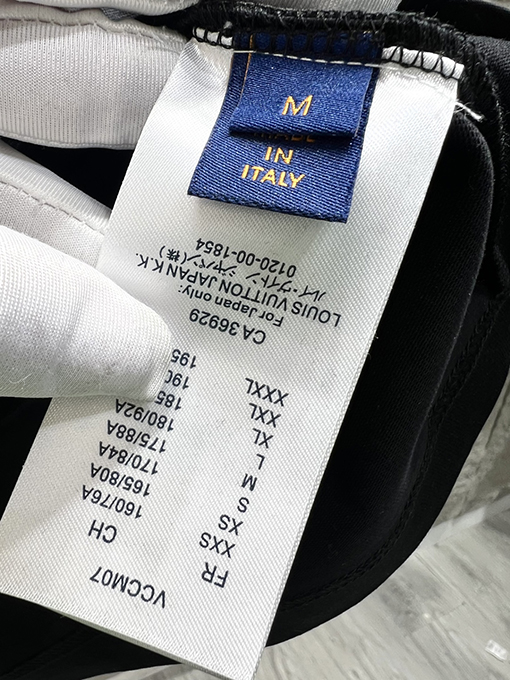 M
MADE
IN
ITALY
VCCM07
FR CH
XXS 160/76A
XS 165/80A
S 170/84A
M 175/88A
L 180/92A
XL 185
XXL 190
XXXL 195
CA36929
For Japan only:
LOUIS VUITTON JAPAN K.K.
ルイ・ヴィトン ジャパン(株)
0120-00-1854